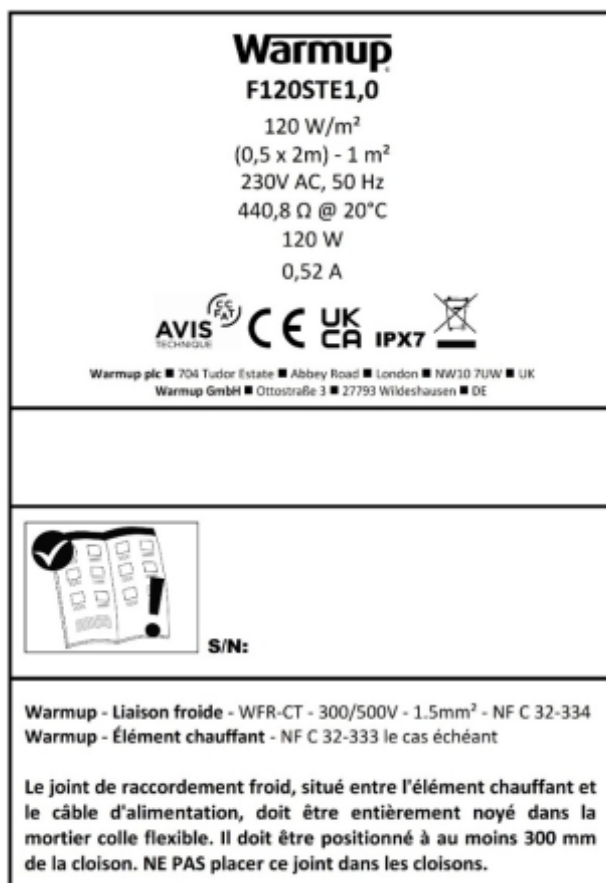 Warmup
F120STE1,0
120 W/m²
(0,5 x 2m) - 1 m²
230V AC, 50 Hz
440,8 Ω @ 20°C
120 W
0,52 A
AVIS TECHNIQUE CCFAT CE UKCA IPX7
Warmup plc ■ 704 Tudor Estate ■ Abbey Road ■ London ■ NW10 7UW ■ UK
Warmup GmbH ■ Ottostraße 3 ■ 27793 Wildeshausen ■ DE
S/N:
Warmup - Liaison froide - WFR-CT - 300/500V - 1.5mm² - NF C 32-334
Warmup - Élément chauffant - NF C 32-333 le cas échéant
Le joint de raccordement froid, situé entre l'élément chauffant et
le câble d'alimentation, doit être entièrement noyé dans la
mortier colle flexible. Il doit être positionné à au moins 300 mm
de la cloison. NE PAS placer ce joint dans les cloisons.